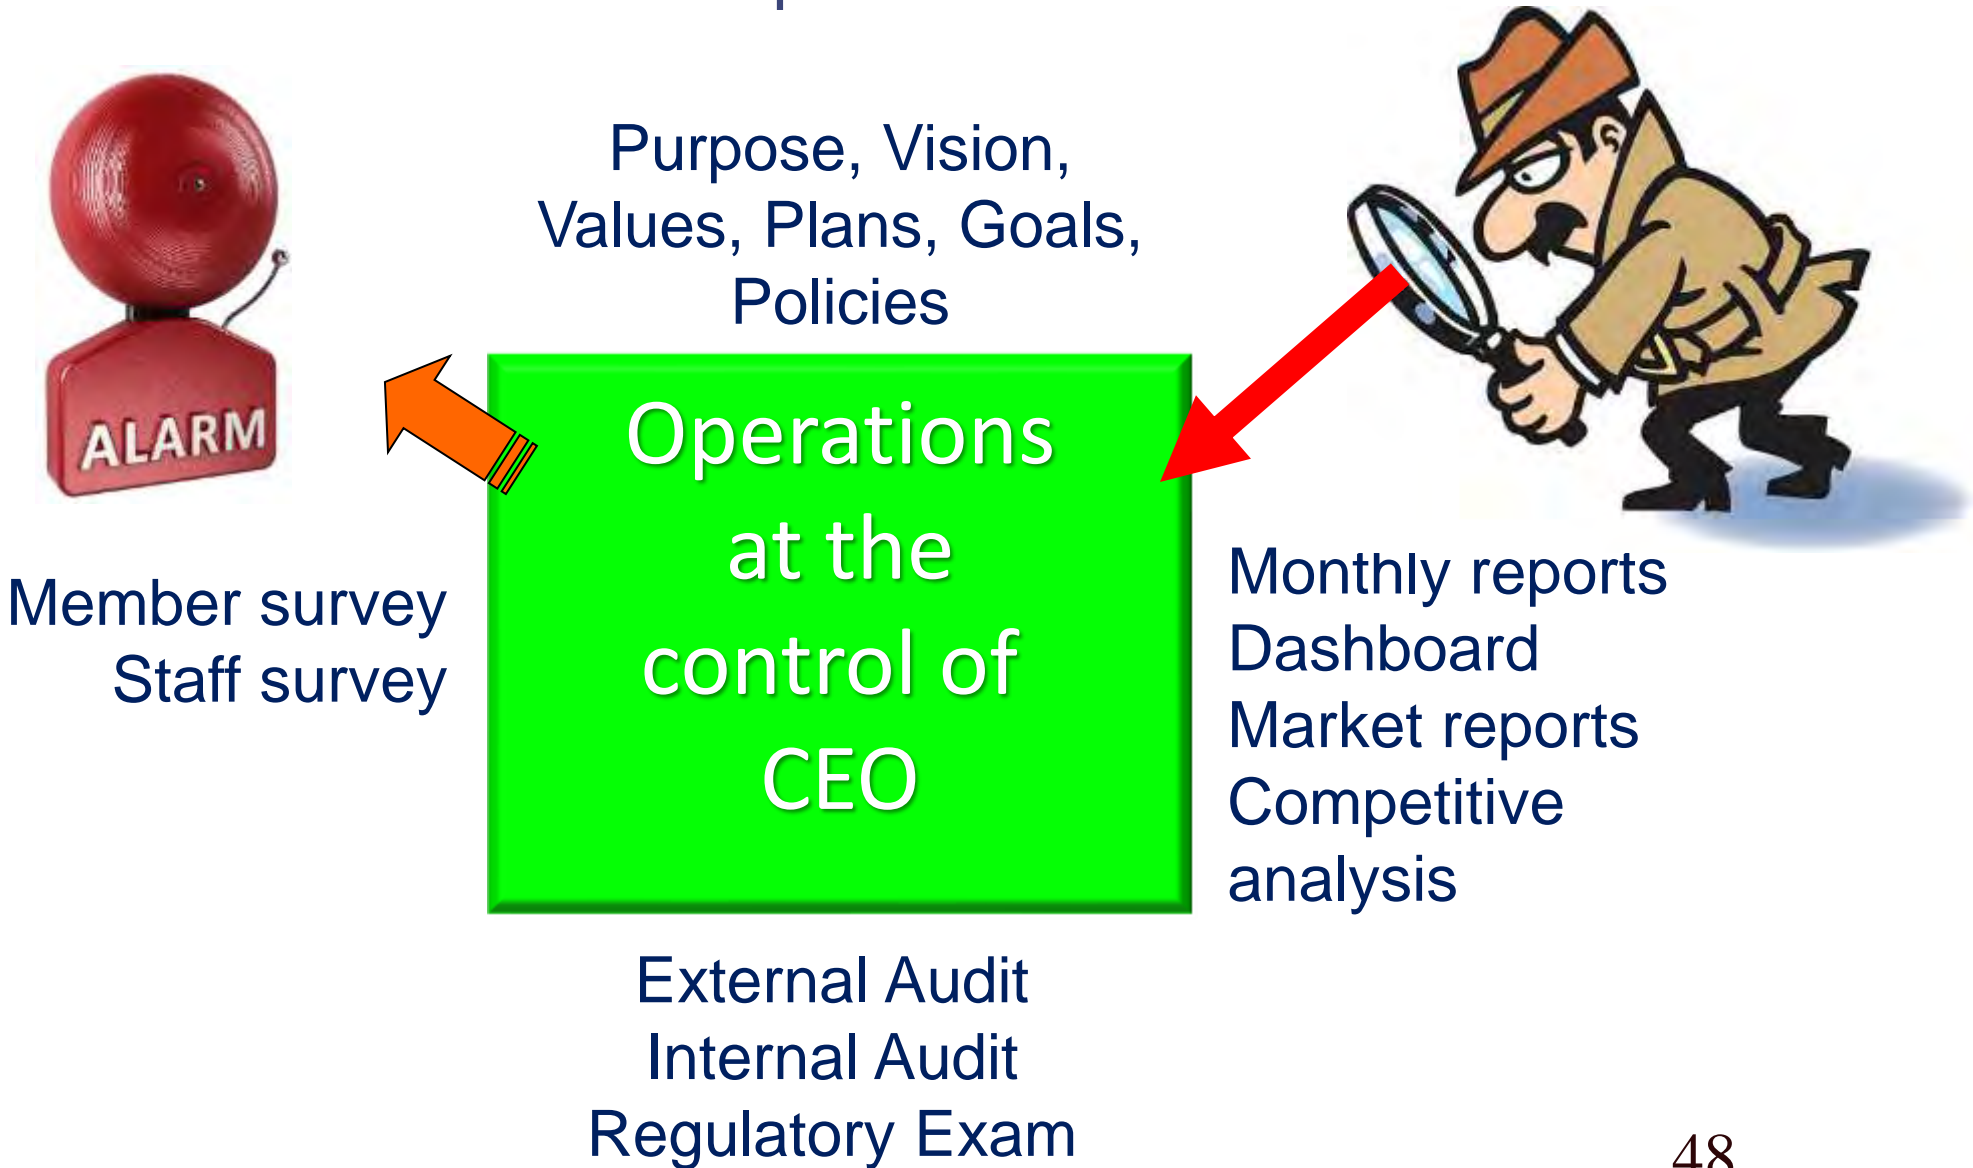 Purpose, Vision,
Values, Plans, Goals,
Policies
ALARM
Operations
at the
control of
CEO
Member survey
Staff survey
Monthly reports
Dashboard
Market reports
Competitive
analysis
External Audit
Internal Audit
Regulatory Exam
48